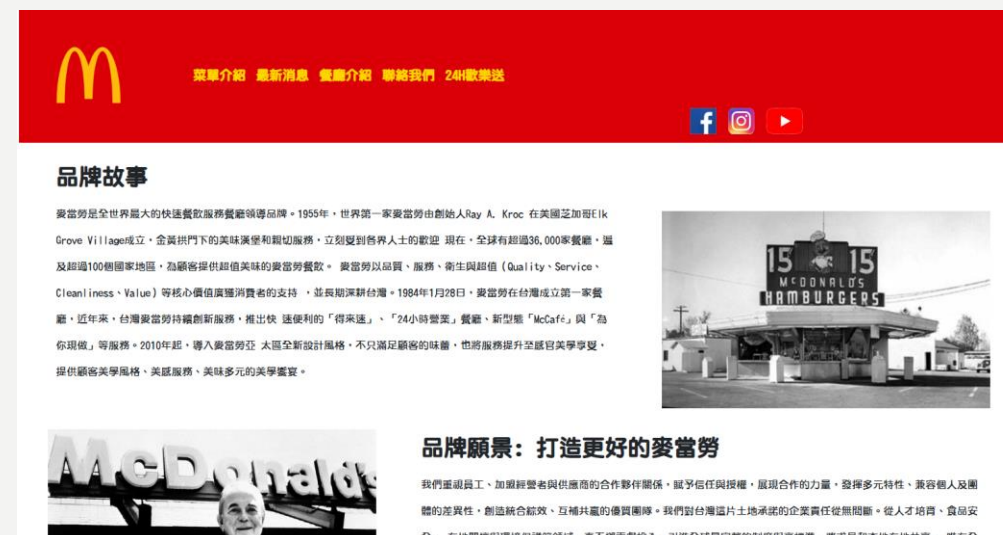 菜單介紹 最新消息 餐廳介紹 聯絡我們 24H歡樂送
品牌故事
麥當勞是全世界最大的快速餐飲服務餐廳領導品牌。1955年，世界第一家麥當勞由創始人Ray A. Kroc 在美國芝加哥Elk
Grove Village成立，金黃拱門下的美味漢堡和親切服務，立刻受到各界人士的歡迎 現在，全球有超過36,000家餐廳，遍
及超過100個國家地區，為顧客提供超值美味的麥當勞餐飲。 麥當勞以品質、服務、衛生與超值 (Quality、Service、
Cleanliness、Value) 等核心價值廣獲消費者的支持 ，並長期深耕台灣。1984年1月28日，麥當勞在台灣成立第一家餐
廳，近年來，台灣麥當勞持續創新服務，推出快 速便利的「得來速」、「24小時營業」餐廳、新型態「McCafé」與「為
你現做」等服務。2010年起，導入麥當勞亞 太區全新設計風格，不只滿足顧客的味蕾，也將服務提升至感官美學享受，
提供顧客美學風格、美感服務、美味多元的美學饗宴。
15 15
McDONALD'S
HAMBURGERS
McDonald's
品牌願景: 打造更好的麥當勞
我們重視員工、加盟經營者與供應商的合作夥伴關係，賦予信任與授權，展現合作的力量，發揮多元特性、兼容個人及團
體的差異性，創造統合綜效、互補共贏的優質團隊。我們對台灣這片土地承諾的企業責任從無間斷。從人才培育、食品安